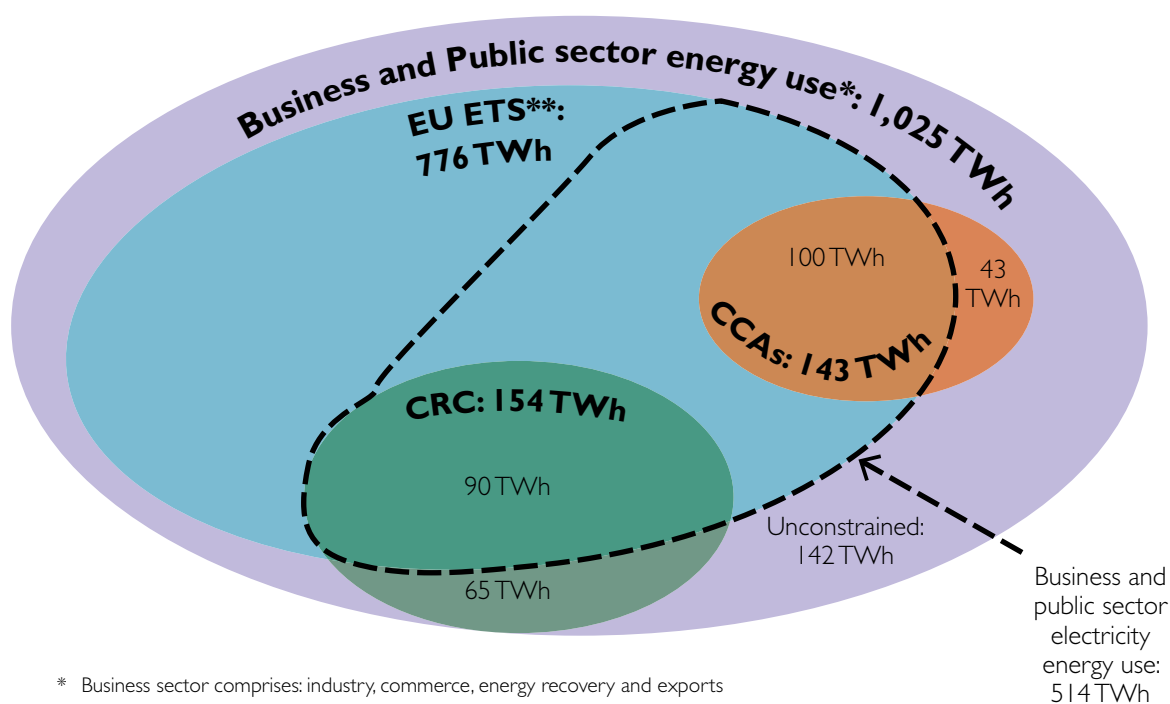 Business and Public sector energy use*: 1,025 TWh
EU ETS**:
776 TWh
100 TWh
43
TWh
CCAs: 143 TWh
CRC: 154 TWh
90 TWh
65 TWh
Unconstrained:
142 TWh
Business and
public sector
electricity
energy use:
514 TWh
* Business sector comprises: industry, commerce, energy recovery and exports